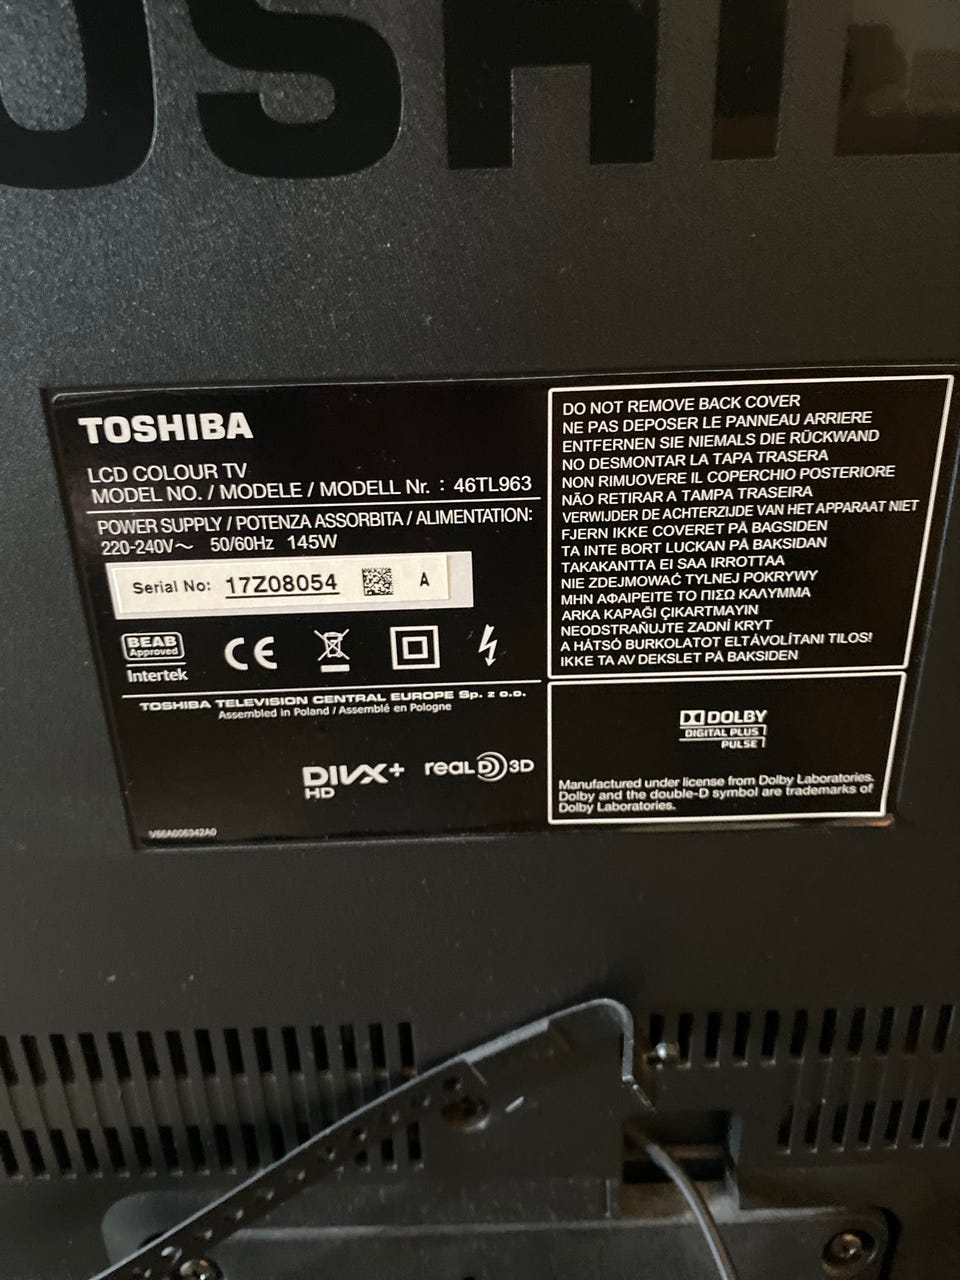 OSHIB
TOSHIBA
LCD COLOUR TV
MODEL NO. / MODELE / MODELL Nr. : 46TL963
POWER SUPPLY / POTENZA ASSORBITA / ALIMENTATION:
220-240V~ 50/60Hz 145W
Serial No: 17Z08054 A
BEAB
Approved
Intertek
CE
TOSHIBA TELEVISION CENTRAL EUROPE Sp. z o.o.
Assembled in Poland / Assemblé en Pologne
DIVX+
HD
REALD 3D
V66A006342A0
DO NOT REMOVE BACK COVER
NE PAS DEPOSER LE PANNEAU ARRIERE
ENTFERNEN SIE NIEMALS DIE RÜCKWAND
NO DESMONTAR LA TAPA TRASERA
NON RIMUOVERE IL COPERCHIO POSTERIORE
NÃO RETIRAR A TAMPA TRASEIRA
VERWIJDER DE ACHTERZIJDE VAN HET APPARAAT NIET
FJERN IKKE COVERET PÅ BAGSIDEN
TA INTE BORT LUCKAN PÅ BAKSIDAN
TAKAKANTTA EI SAA IRROTTAA
NIE ZDEJMOWAĆ TYLNEJ POKRYWY
ΜΗΝ ΑΦΑΙΡΕΙΤΕ ΤΟ ΠΙΣΩ ΚΑΛΥΜΜΑ
ARKA KAPAĞI ÇIKARTMAYIN
NEODSTRAŇUJTE ZADNÍ KRYT
A HÁTSÓ BURKOLATOT ELTÁVOLÍTANI TILOS!
IKKE TA AV DEKSLET PÅ BAKSIDEN
DOLBY
DIGITAL PLUS
PULSE
Manufactured under license from Dolby Laboratories.
Dolby and the double-D symbol are trademarks of
Dolby Laboratories.